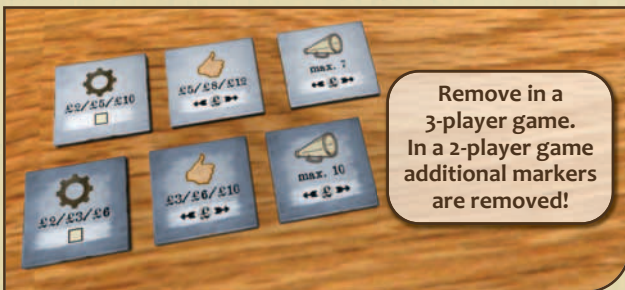 £2/£5/£10
£5/£8/£12
max. 7
£
£
£2/£3/£6
£3/£6/£10
max. 10
£
£
Remove in a
3-player game.
In a 2-player game
additional markers
are removed!